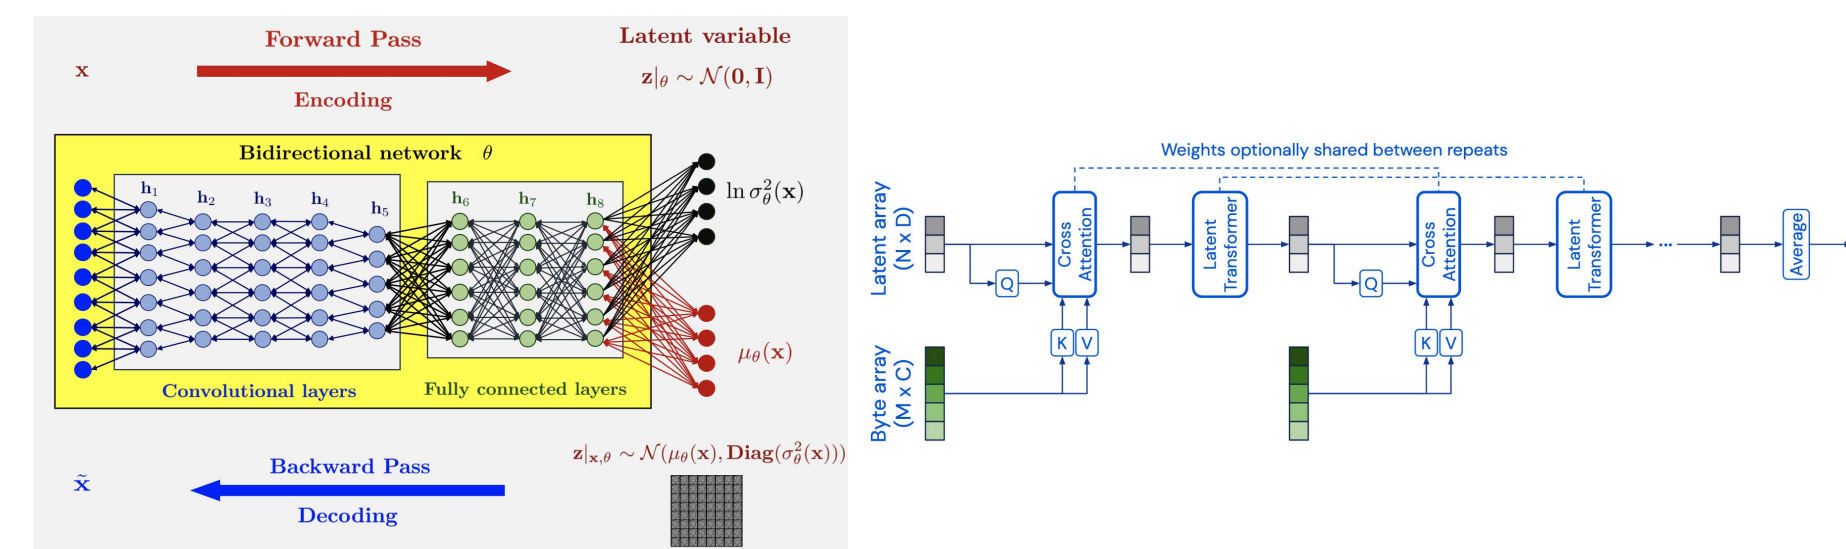 Forward Pass
Latent variable
x
z|θ ∼ N(0, I)
Encoding
Bidirectional network θ
h1
h2
h3
h4
h5
h6
h7
h8
ln σ²θ(x)
μθ(x)
Convolutional layers
Fully connected layers
z|x,θ ∼ N(μθ(x), Diag(σ²θ(x)))
Backward Pass
x̃
Decoding
Weights optionally shared between repeats
Latent array
(N x D)
Q
Cross
Attention
Latent
Transformer
Q
Cross
Attention
Latent
Transformer
...
Average
K
V
K
V
Byte array
(M x C)